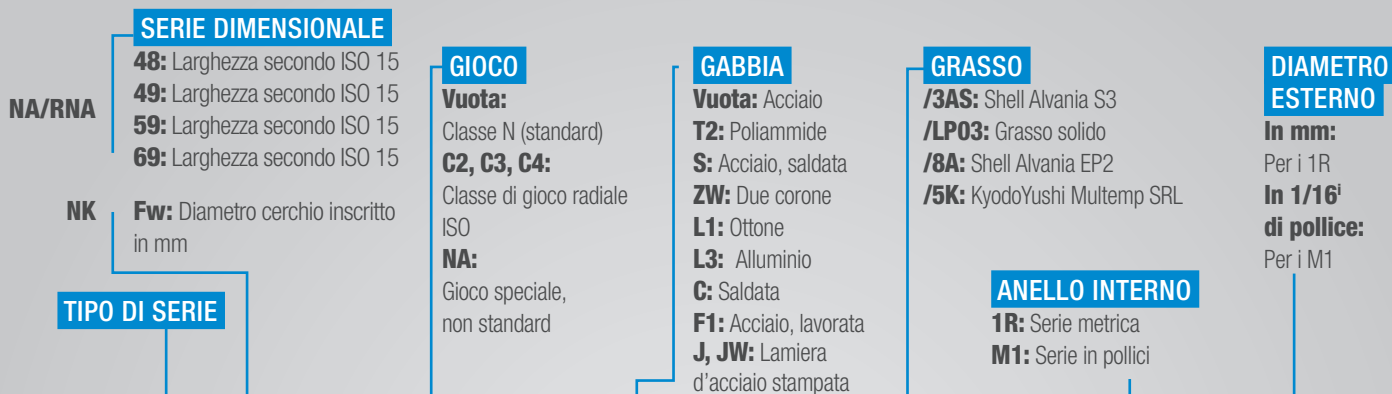 SERIE DIMENSIONALE
NA/RNA
48: Larghezza secondo ISO 15
49: Larghezza secondo ISO 15
59: Larghezza secondo ISO 15
69: Larghezza secondo ISO 15
NK
Fw: Diametro cerchio inscritto
in mm
TIPO DI SERIE
GIOCO
Vuota:
Classe N (standard)
C2, C3, C4:
Classe di gioco radiale
ISO
NA:
Gioco speciale,
non standard
GABBIA
Vuota: Acciaio
T2: Poliammide
S: Acciaio, saldata
ZW: Due corone
L1: Ottone
L3: Alluminio
C: Saldata
F1: Acciaio, lavorata
J, JW: Lamiera
d'acciaio stampata
GRASSO
/3AS: Shell Alvania S3
/LP03: Grasso solido
/8A: Shell Alvania EP2
/5K: KyodoYushi Multemp SRL
ANELLO INTERNO
1R: Serie metrica
M1: Serie in pollici
DIAMETRO
ESTERNO
In mm:
Per i 1R
In 1/16i
di pollice:
Per i M1